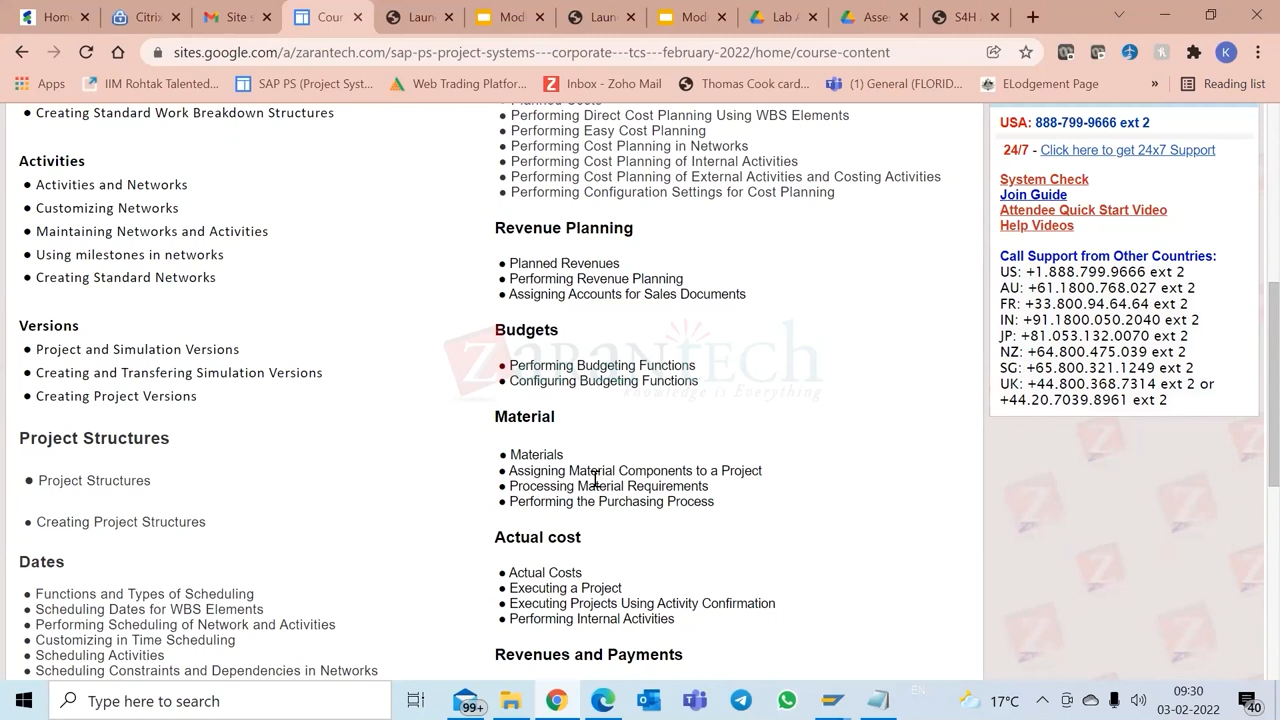 Citrix
Site s
Cour
Laun
Mod
Laun
Mod
Lab A
Asse
S4H A
sites.google.com/a/zarantech.com/sap-ps-project-systems---corporate---tcs---february-2022/home/course-content
K
Apps
IIM Rohtak Talented...
SAP PS (Project Syst...
Web Trading Platfor...
Inbox - Zoho Mail
Thomas Cook card...
(1) General (FLORID...
ELodgement Page
»
Reading list
● Creating Standard Work Breakdown Structures
Activities
● Activities and Networks
● Customizing Networks
● Maintaining Networks and Activities
● Using milestones in networks
● Creating Standard Networks
Versions
● Project and Simulation Versions
● Creating and Transfering Simulation Versions
● Creating Project Versions
Project Structures
● Project Structures
● Creating Project Structures
Dates
● Functions and Types of Scheduling
● Scheduling Dates for WBS Elements
● Performing Scheduling of Network and Activities
● Customizing in Time Scheduling
● Scheduling Activities
● Scheduling Constraints and Dependencies in Networks
● Planned Costs
● Performing Direct Cost Planning Using WBS Elements
● Performing Easy Cost Planning
● Performing Cost Planning in Networks
● Performing Cost Planning of Internal Activities
● Performing Cost Planning of External Activities and Costing Activities
● Performing Configuration Settings for Cost Planning
Revenue Planning
● Planned Revenues
● Performing Revenue Planning
● Assigning Accounts for Sales Documents
Budgets
● Performing Budgeting Functions
● Configuring Budgeting Functions
ZaranTech
Knowledge is Everything
Material
● Materials
● Assigning Material Components to a Project
● Processing Material Requirements
● Performing the Purchasing Process
Actual cost
● Actual Costs
● Executing a Project
● Executing Projects Using Activity Confirmation
● Performing Internal Activities
Revenues and Payments
USA: 888-799-9666 ext 2
24/7 - Click here to get 24x7 Support
System Check
Join Guide
Attendee Quick Start Video
Help Videos
Call Support from Other Countries:
US: +1.888.799.9666 ext 2
AU: +61.1800.768.027 ext 2
FR: +33.800.94.64.64 ext 2
IN: +91.1800.050.2040 ext 2
JP: +81.053.132.0070 ext 2
NZ: +64.800.475.039 ext 2
SG: +65.800.321.1249 ext 2
UK: +44.800.368.7314 ext 2 or
+44.20.7039.8961 ext 2
Type here to search
99+
EN
17°C
09:30
03-02-2022
40